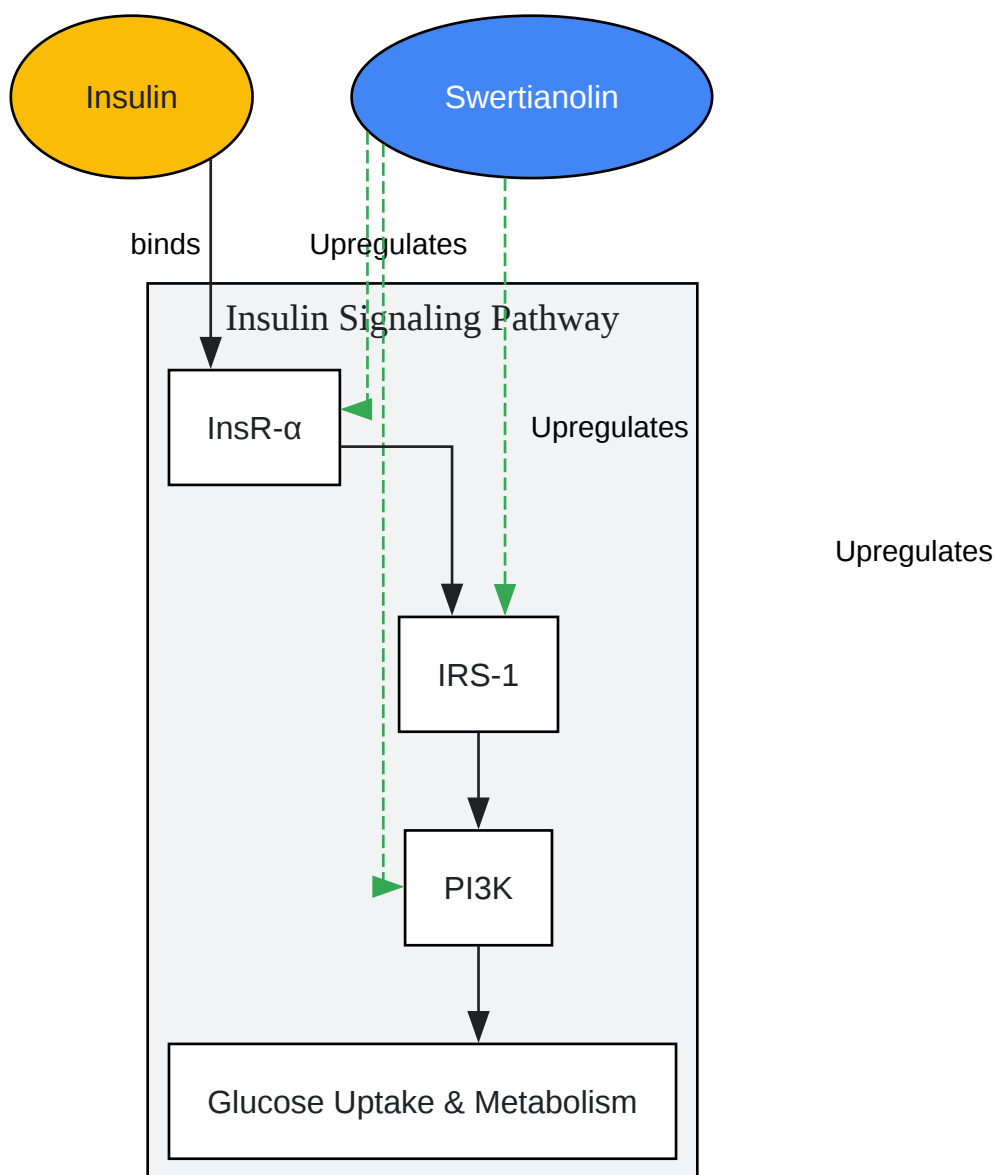 Insulin
Swertianolin
binds
Upregulates
Insulin Signaling Pathway
InsR-α
Upregulates
Upregulates
IRS-1
PI3K
Glucose Uptake & Metabolism